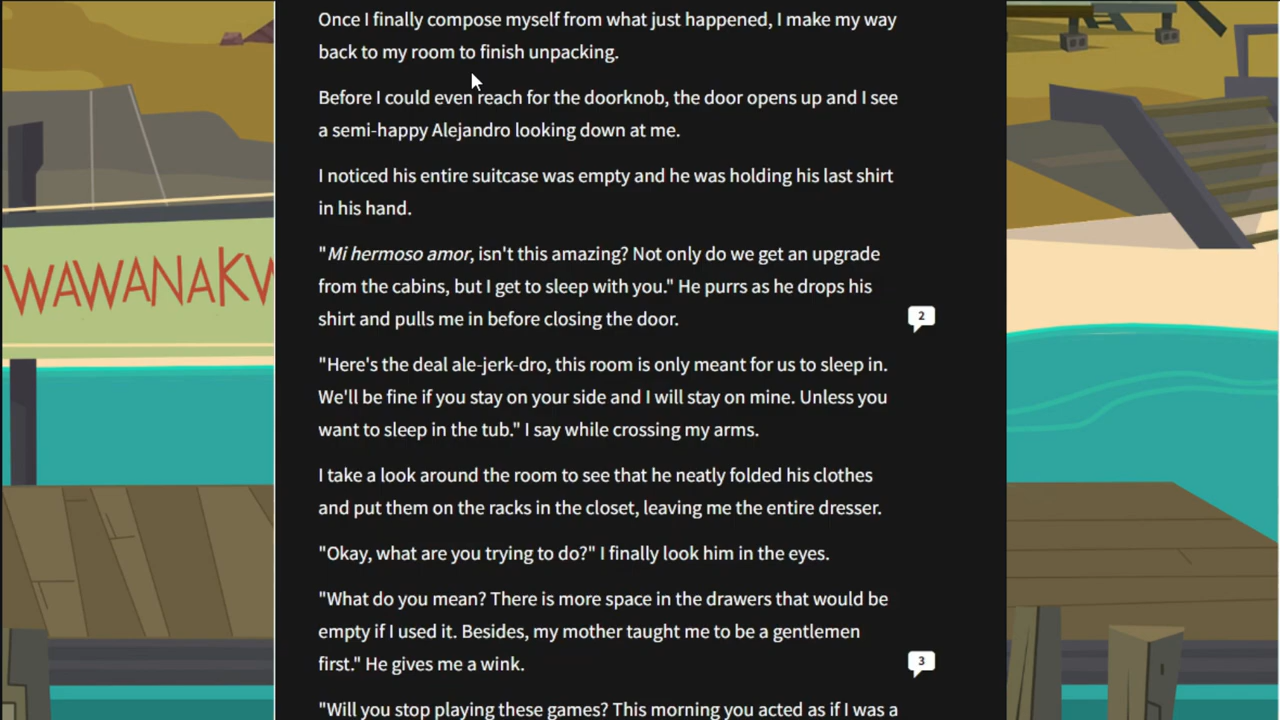 Once I finally compose myself from what just happened, I make my way
back to my room to finish unpacking.
Before I could even reach for the doorknob, the door opens up and I see
a semi-happy Alejandro looking down at me.
I noticed his entire suitcase was empty and he was holding his last shirt
in his hand.
"Mi hermoso amor, isn't this amazing? Not only do we get an upgrade
from the cabins, but I get to sleep with you." He purrs as he drops his
shirt and pulls me in before closing the door.
2
"Here's the deal ale-jerk-dro, this room is only meant for us to sleep in.
We'll be fine if you stay on your side and I will stay on mine. Unless you
want to sleep in the tub." I say while crossing my arms.
I take a look around the room to see that he neatly folded his clothes
and put them on the racks in the closet, leaving me the entire dresser.
"Okay, what are you trying to do?" I finally look him in the eyes.
"What do you mean? There is more space in the drawers that would be
empty if I used it. Besides, my mother taught me to be a gentlemen
first." He gives me a wink.
3
"Will you stop playing these games? This morning you acted as if I was a
WAWANAKW